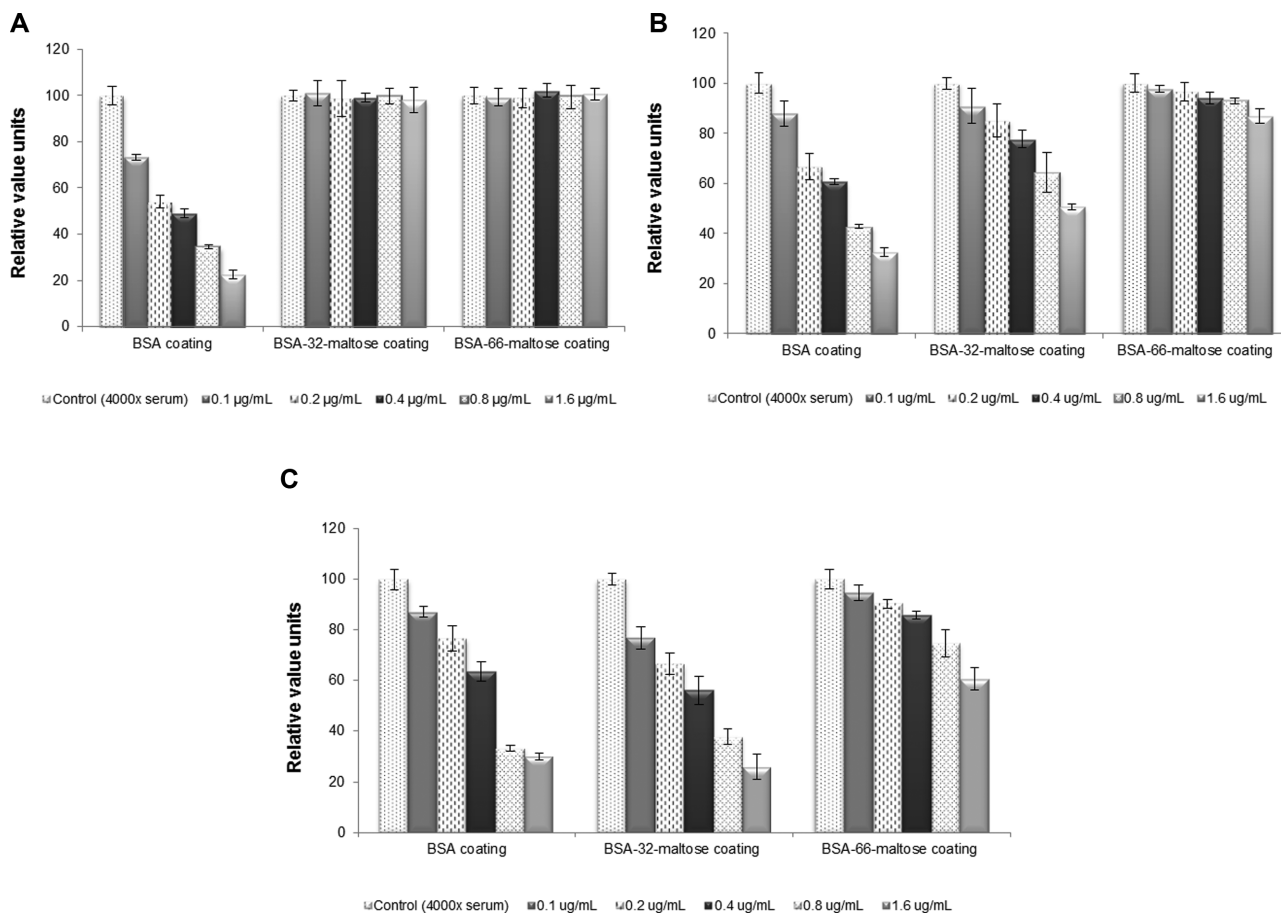 A
Relative value units
120
100
80
60
40
20
0
BSA coating BSA-32-maltose coating BSA-66-maltose coating
Control (4000x serum) 0.1 µg/mL 0.2 µg/mL 0.4 µg/mL 0.8 µg/mL 1.6 µg/mL
B
Relative value units
120
100
80
60
40
20
0
BSA coating BSA-32-maltose coating BSA-66-maltose coating
Control (4000x serum) 0.1 ug/mL 0.2 ug/mL 0.4 ug/mL 0.8 ug/mL 1.6 ug/mL
C
Relative value units
120
100
80
60
40
20
0
BSA coating BSA-32-maltose coating BSA-66-maltose coating
Control (4000x serum) 0.1 ug/mL 0.2 ug/mL 0.4 ug/mL 0.8 ug/mL 1.6 ug/mL